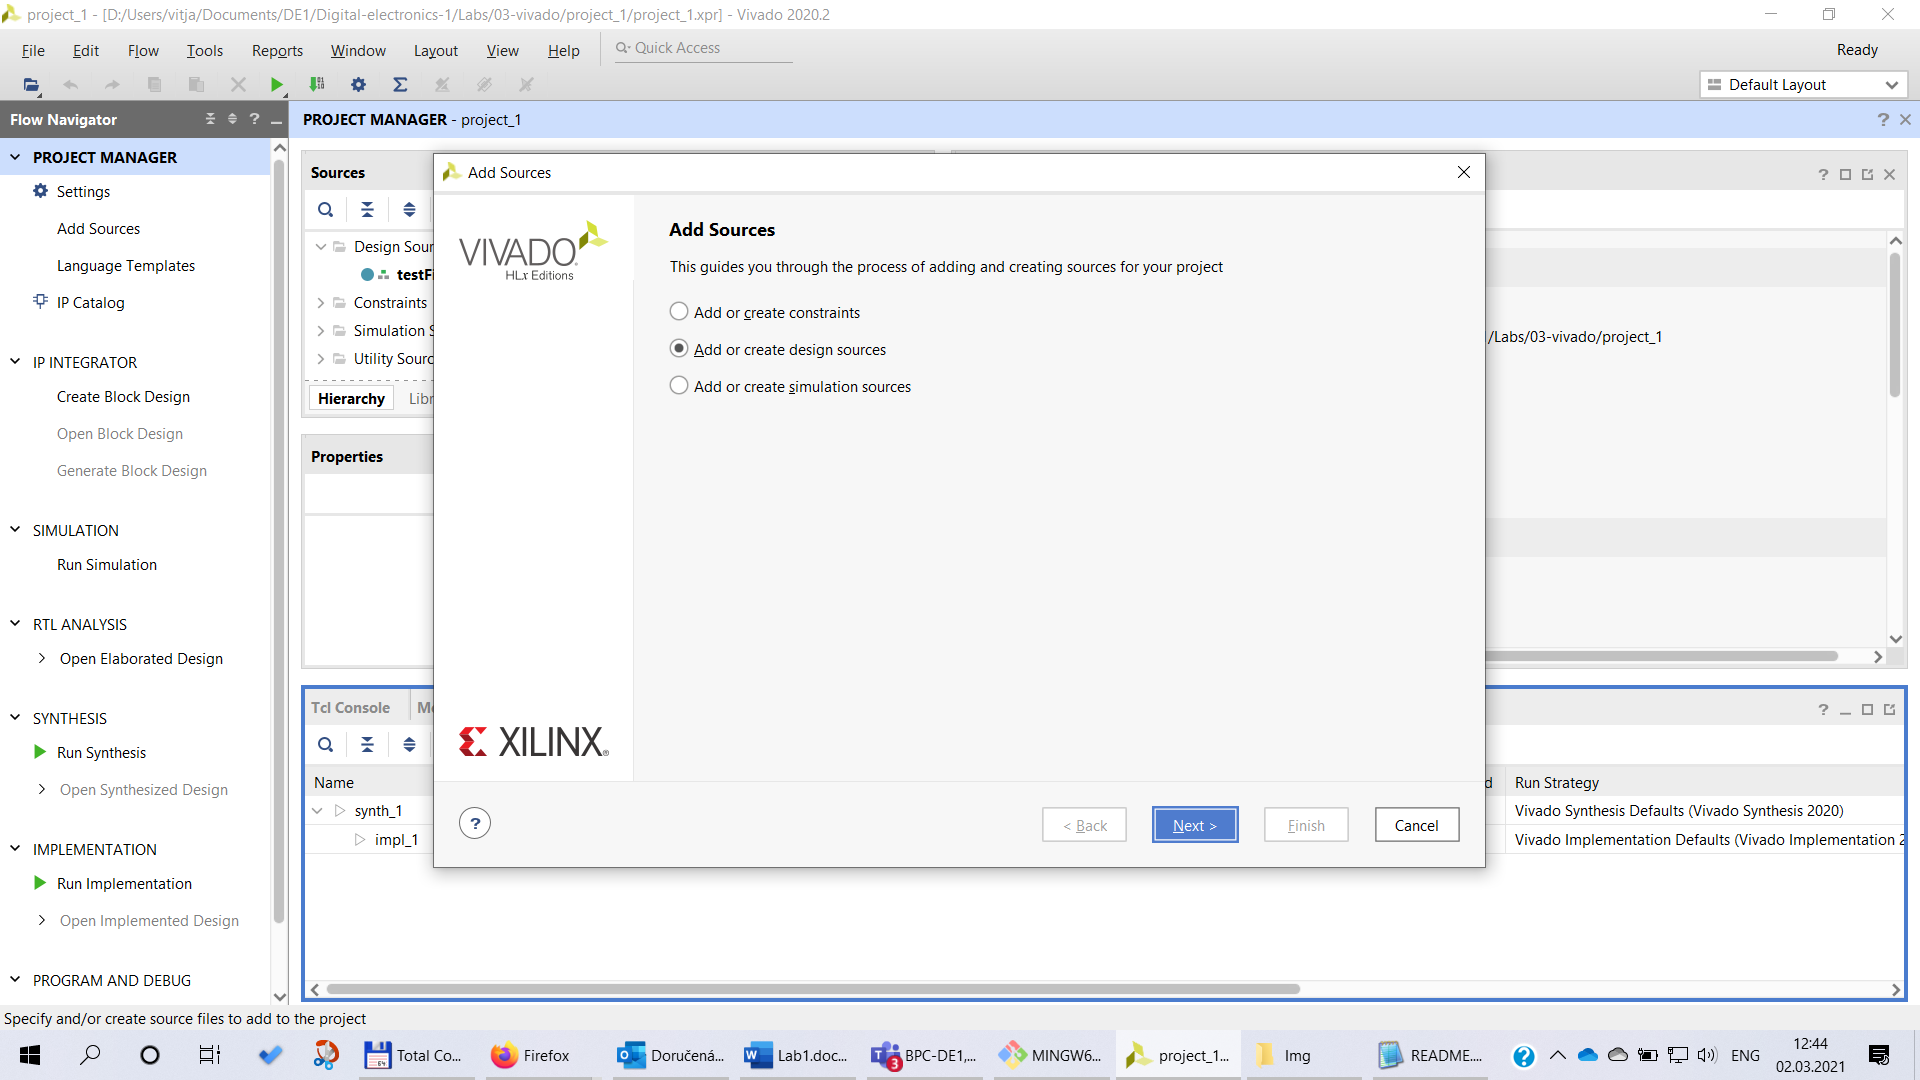 project_1 - [D:/Users/vitja/Documents/DE1/Digital-electronics-1/Labs/03-vivado/project_1/project_1.xpr] - Vivado 2020.2
File Edit Flow Tools Reports Window Layout View Help Quick Access Ready
Default Layout
Flow Navigator
PROJECT MANAGER - project_1
PROJECT MANAGER
Settings
Add Sources
Language Templates
IP Catalog
IP INTEGRATOR
Create Block Design
Open Block Design
Generate Block Design
SIMULATION
Run Simulation
RTL ANALYSIS
Open Elaborated Design
SYNTHESIS
Run Synthesis
Open Synthesized Design
IMPLEMENTATION
Run Implementation
Open Implemented Design
PROGRAM AND DEBUG
Sources
Design Sour
testFi
Constraints
Simulation S
Utility Sourc
Hierarchy Libr
Properties
Add Sources
VIVADO
HLx Editions
Add Sources
This guides you through the process of adding and creating sources for your project
Add or create constraints
Add or create design sources
Add or create simulation sources
XILINX
? < Back Next > Finish Cancel
/Labs/03-vivado/project_1
Tcl Console
Name Run Strategy
synth_1 Vivado Synthesis Defaults (Vivado Synthesis 2020)
impl_1 Vivado Implementation Defaults (Vivado Implementation 2
Specify and/or create source files to add to the project
Total Co... Firefox Doručená... Lab1.doc... BPC-DE1,... MINGW6... project_1... Img README.... ENG
12:44
02.03.2021